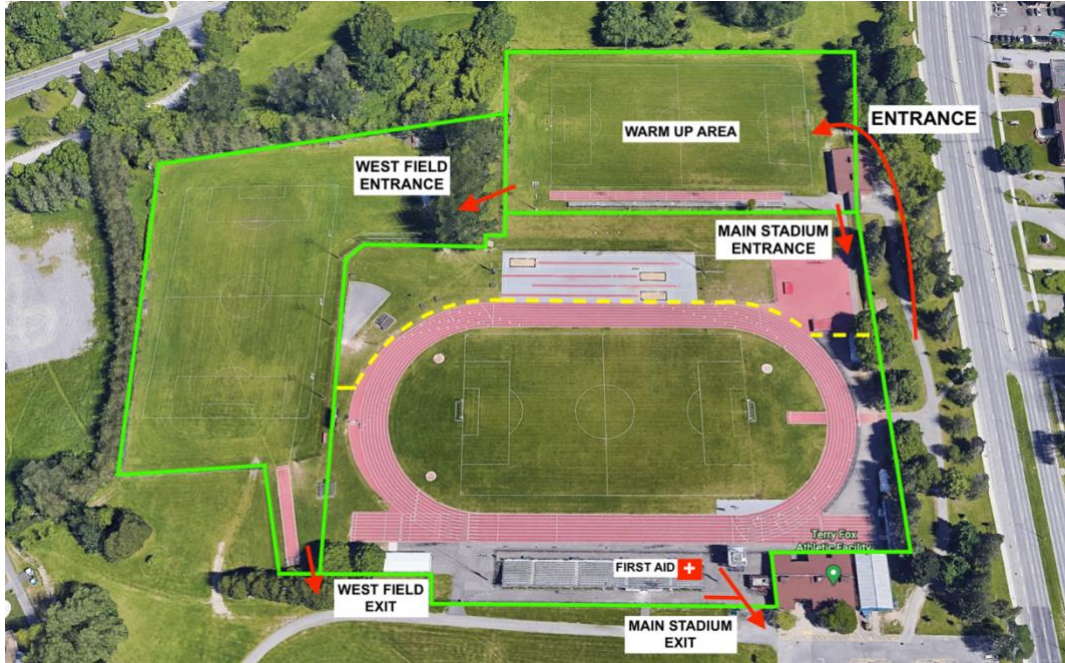 ENTRANCE
WARM UP AREA
WEST FIELD
ENTRANCE
MAIN STADIUM
ENTRANCE
Terry Fox
Athletic Facility
FIRST AID
WEST FIELD
EXIT
MAIN STADIUM
EXIT